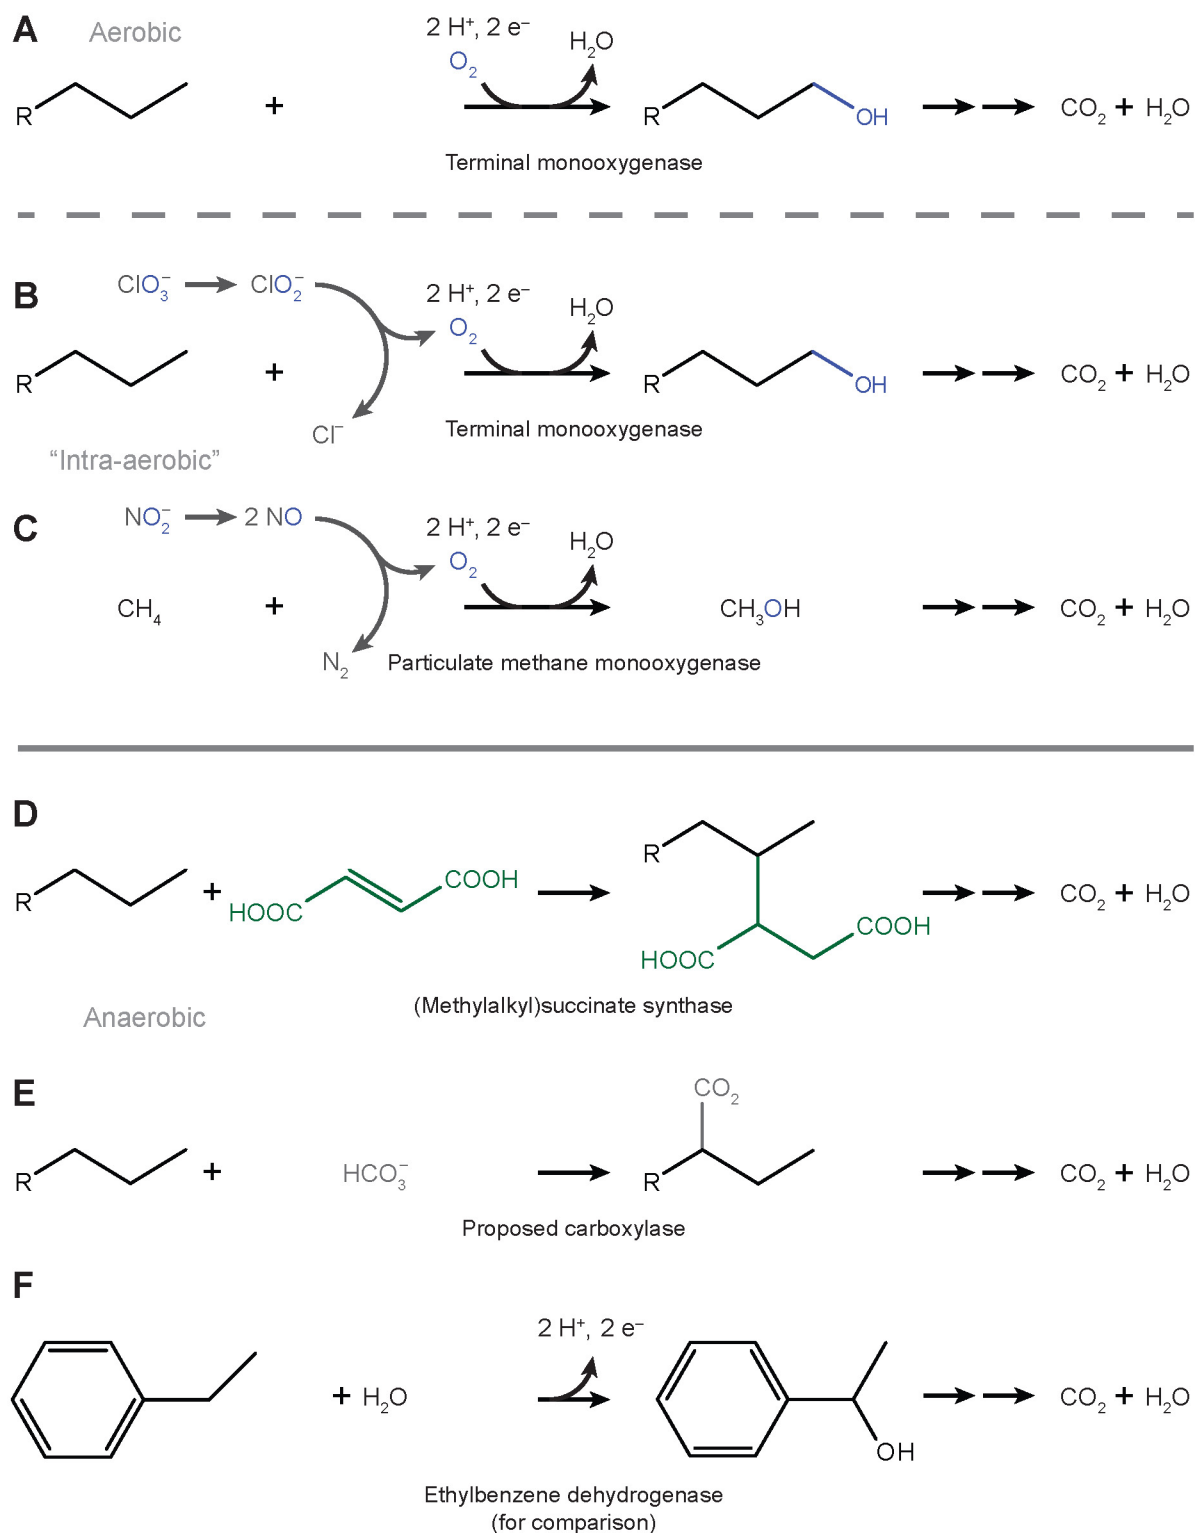 A Aerobic
2 H⁺, 2 e⁻
O₂ H₂O
R + R OH CO₂ + H₂O
Terminal monooxygenase
B ClO₃⁻ ClO₂⁻ 2 H⁺, 2 e⁻
O₂ H₂O
R + R OH CO₂ + H₂O
Cl⁻ Terminal monooxygenase
“Intra-aerobic”
C NO₂⁻ 2 NO 2 H⁺, 2 e⁻
O₂ H₂O
CH₄ + CH₃OH CO₂ + H₂O
N₂ Particulate methane monooxygenase
D
R + HOOC COOH R HOOC COOH CO₂ + H₂O
(Methylalkyl)succinate synthase
Anaerobic
E CO₂
R + HCO₃⁻ R CO₂ + H₂O
Proposed carboxylase
F
2 H⁺, 2 e⁻
+ H₂O OH CO₂ + H₂O
Ethylbenzene dehydrogenase
(for comparison)